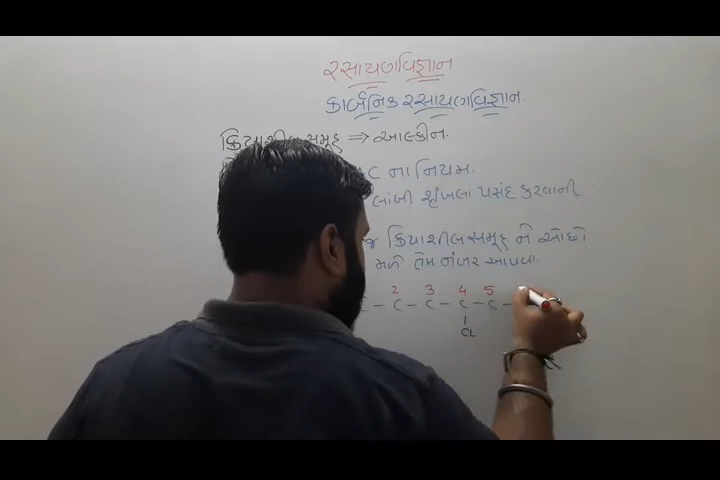 રસાયણવિજ્ઞાન
કાર્બનિક રસાયણવિજ્ઞાન
ક્રિયાશીલ સમૂહ ⇒ આલ્કીન.
C ના નિયમ.
લાંબી શૃંખલા પસંદ કરવાની
જ ક્રિયાશીલ સમૂહ ને ઓછો
મળે તેમ નંબર આપવા.
2 3 4 5
– C – C – C – C –
Cl